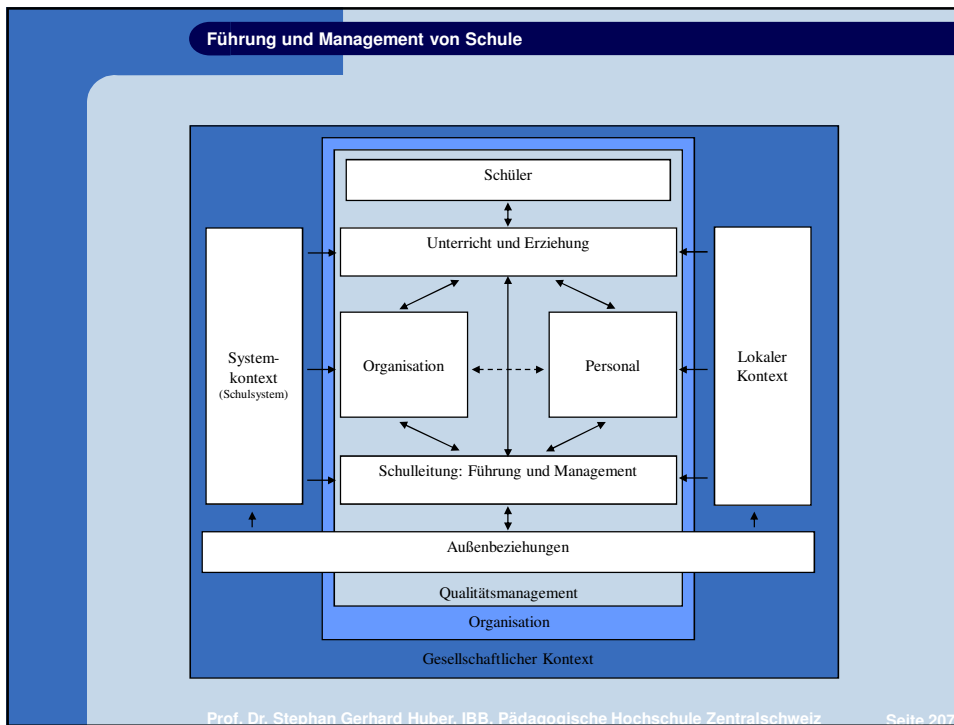 Führung und Management von Schule
Schüler
Unterricht und Erziehung
System-
kontext
(Schulsystem)
Organisation
Personal
Lokaler
Kontext
Schulleitung: Führung und Management
Außenbeziehungen
Qualitätsmanagement
Organisation
Gesellschaftlicher Kontext
Prof. Dr. Stephan Gerhard Huber, IBB, Pädagogische Hochschule Zentralschweiz Seite 207